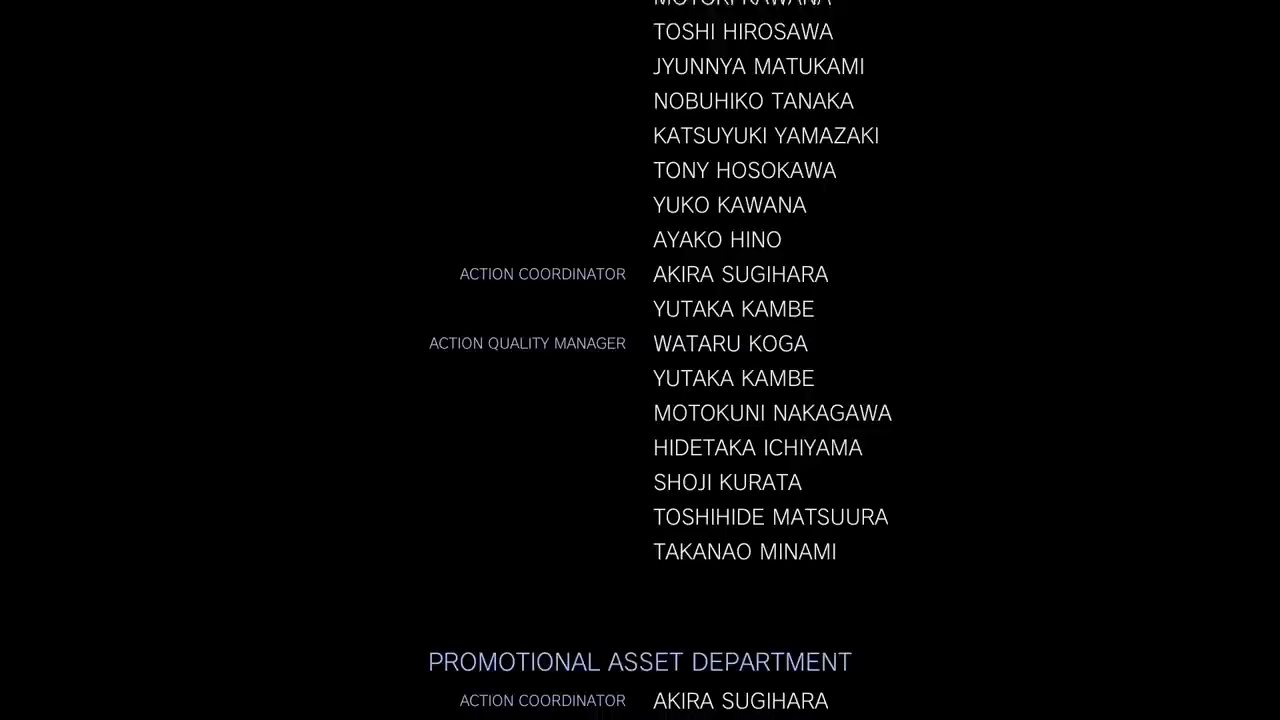 MOTOKI KAWANA
TOSHI HIROSAWA
JYUNNYA MATUKAMI
NOBUHIKO TANAKA
KATSUYUKI YAMAZAKI
TONY HOSOKAWA
YUKO KAWANA
AYAKO HINO
ACTION COORDINATOR AKIRA SUGIHARA
YUTAKA KAMBE
ACTION QUALITY MANAGER WATARU KOGA
YUTAKA KAMBE
MOTOKUNI NAKAGAWA
HIDETAKA ICHIYAMA
SHOJI KURATA
TOSHIHIDE MATSUURA
TAKANAO MINAMI
PROMOTIONAL ASSET DEPARTMENT
ACTION COORDINATOR AKIRA SUGIHARA